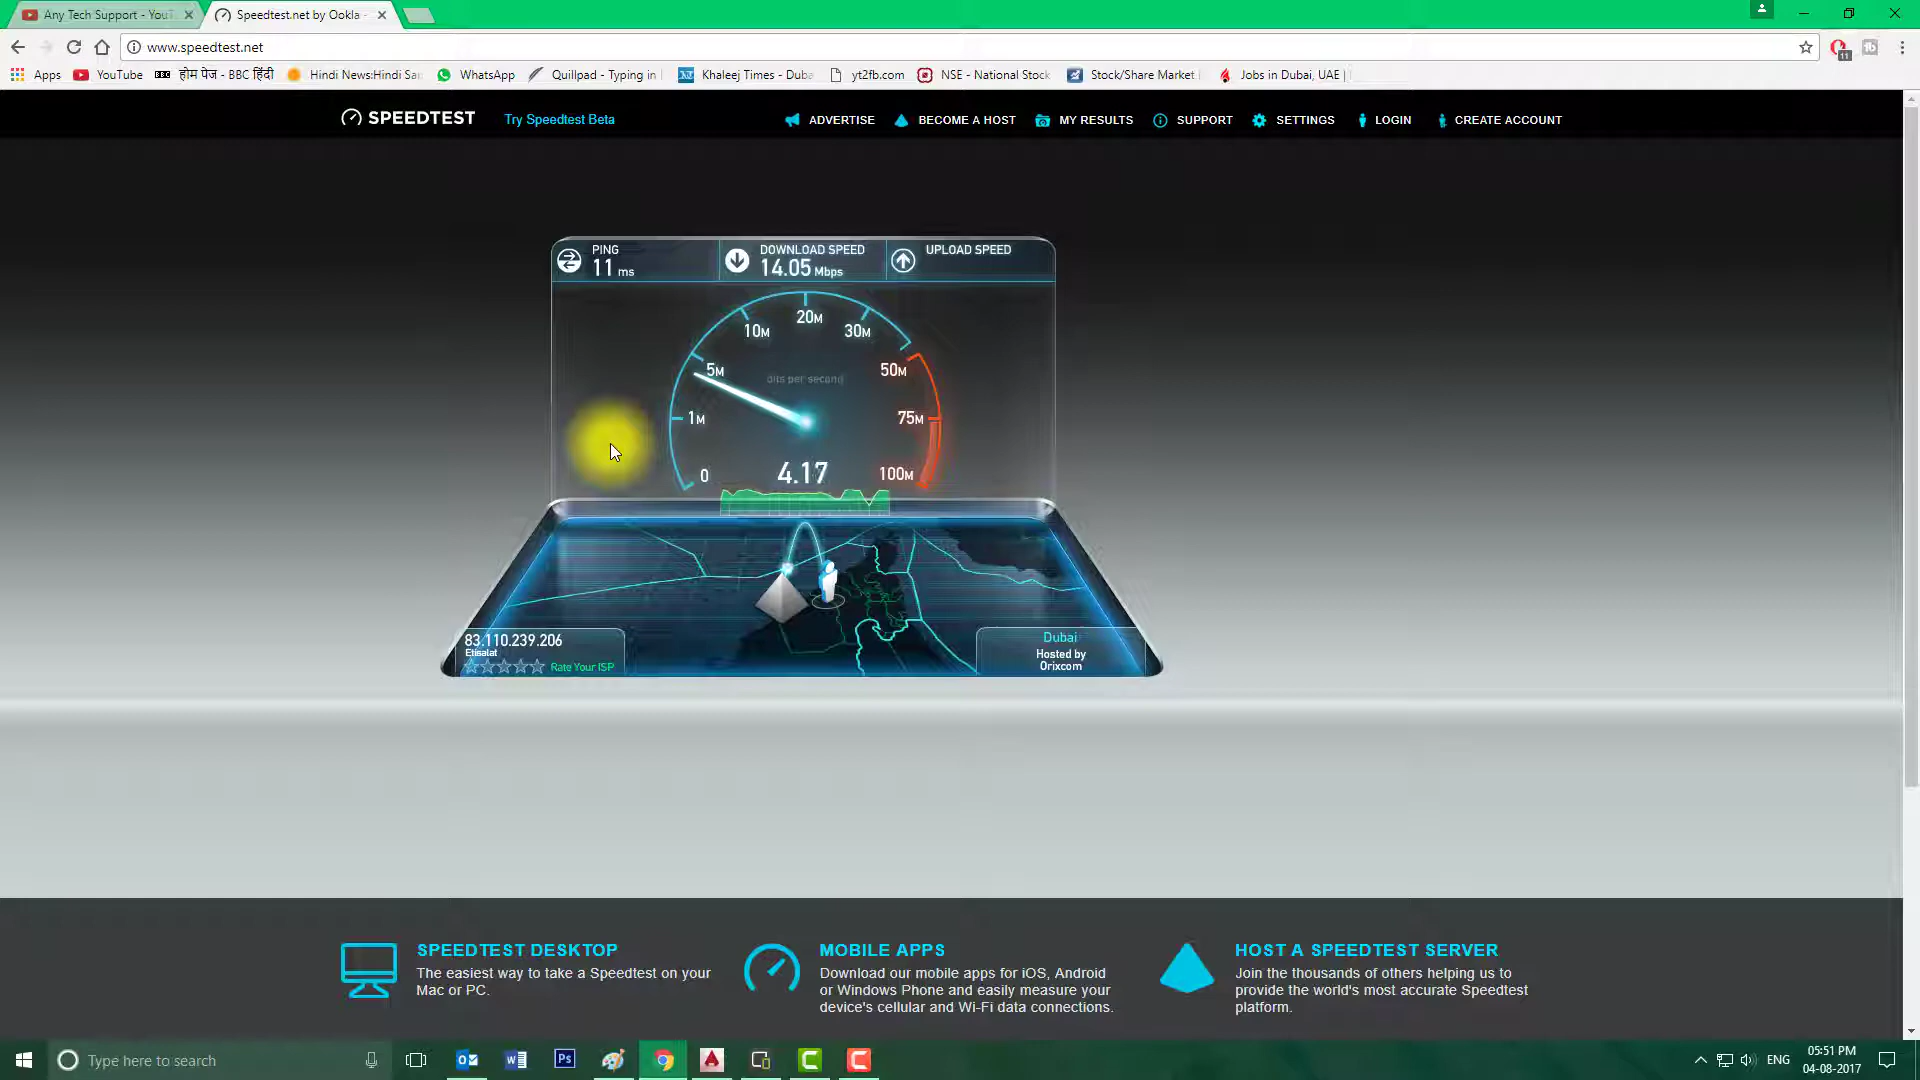 Any Tech Support - YouT
Speedtest.net by Ookla -
www.speedtest.net
Apps
YouTube
BBC
होम पेज - BBC हिंदी
Hindi News:Hindi Sa
WhatsApp
Quillpad - Typing in
Khaleej Times - Duba
yt2fb.com
NSE - National Stock
Stock/Share Market
Jobs in Dubai, UAE |
11
SPEEDTEST
Try Speedtest Beta
ADVERTISE
BECOME A HOST
MY RESULTS
SUPPORT
SETTINGS
LOGIN
CREATE ACCOUNT
PING
11 ms
DOWNLOAD SPEED
14.05 Mbps
UPLOAD SPEED
0
1M
5M
10M
20M
30M
50M
75M
100M
bits per second
4.17
83.110.239.206
Etisalat
Rate Your ISP
Dubai
Hosted by
Orixcom
SPEEDTEST DESKTOP
The easiest way to take a Speedtest on your
Mac or PC.
MOBILE APPS
Download our mobile apps for iOS, Android
or Windows Phone and easily measure your
device's cellular and Wi-Fi data connections.
HOST A SPEEDTEST SERVER
Join the thousands of others helping us to
provide the world's most accurate Speedtest
platform.
Type here to search
Ps
ENG
05:51 PM
04-08-2017